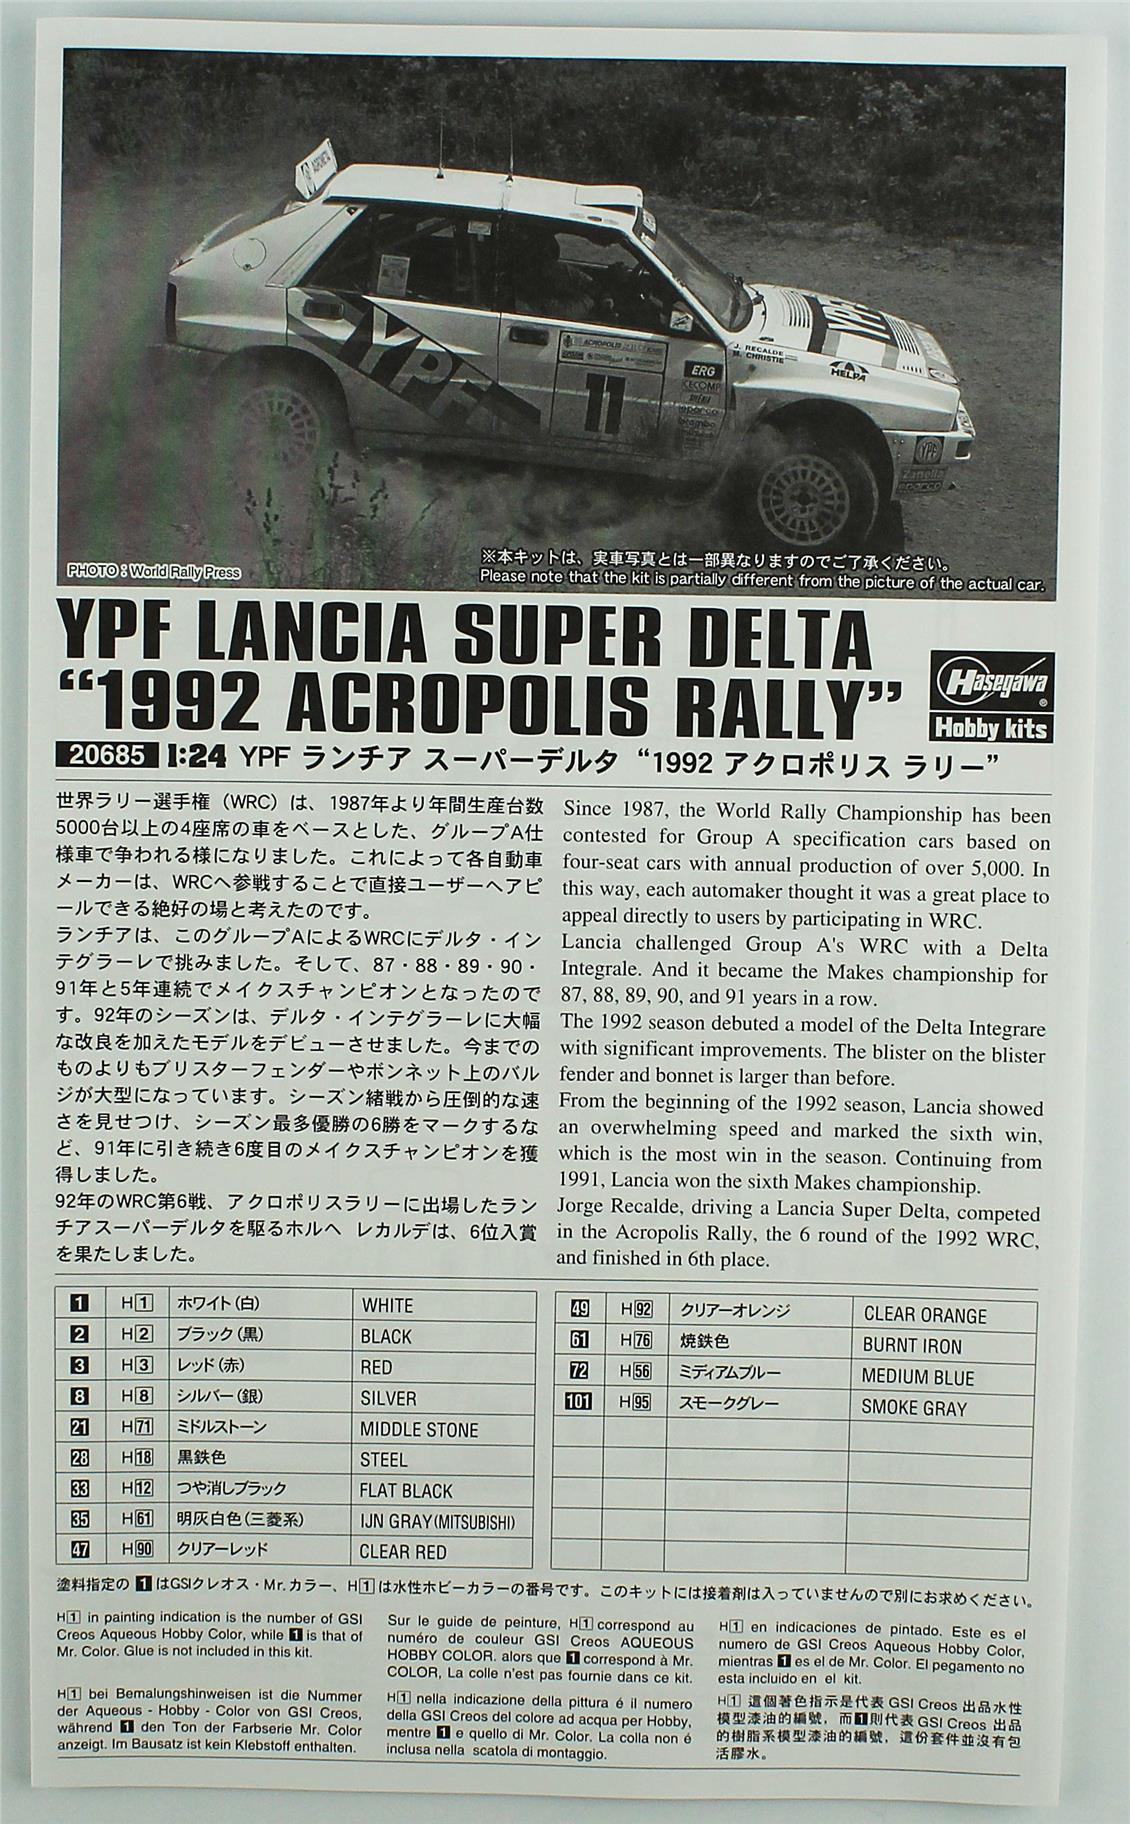 AGROMETAL
YPF
YPF
J. RECALDE
M. CHRISTIE
HELPA
ACROPOLIS
11
ERG
CECOMP
sparco
brembo
YPF
Zanella
sparco
※本キットは、実車写真とは一部異なりますのでご了承ください。
PHOTO : World Rally Press
Please note that the kit is partially different from the picture of the actual car.
YPF LANCIA SUPER DELTA
“1992 ACROPOLIS RALLY”
Hasegawa
®
Hobby kits
20685 1:24 YPF ランチア スーパーデルタ “1992 アクロポリス ラリー”
世界ラリー選手権（WRC）は、1987年より年間生産台数
5000台以上の4座席の車をベースとした、グループA仕
様車で争われる様になりました。これによって各自動車
メーカーは、WRCへ参戦することで直接ユーザーへアピ
ールできる絶好の場と考えたのです。
ランチアは、このグループAによるWRCにデルタ・イン
テグラーレで挑みました。そして、87・88・89・90・
91年と5年連続でメイクスチャンピオンとなったので
す。92年のシーズンは、デルタ・インテグラーレに大幅
な改良を加えたモデルをデビューさせました。今までの
ものよりもブリスターフェンダーやボンネット上のバル
ジが大型になっています。シーズン緒戦から圧倒的な速
さを見せつけ、シーズン最多優勝の6勝をマークするな
ど、91年に引き続き6度目のメイクスチャンピオンを獲
得しました。
92年のWRC第6戦、アクロポリスラリーに出場したラン
チアスーパーデルタを駆るホルヘ レカルデは、6位入賞
を果たしました。
Since 1987, the World Rally Championship has been
contested for Group A specification cars based on
four-seat cars with annual production of over 5,000. In
this way, each automaker thought it was a great place to
appeal directly to users by participating in WRC.
Lancia challenged Group A's WRC with a Delta
Integrale. And it became the Makes championship for
87, 88, 89, 90, and 91 years in a row.
The 1992 season debuted a model of the Delta Integrare
with significant improvements. The blister on the blister
fender and bonnet is larger than before.
From the beginning of the 1992 season, Lancia showed
an overwhelming speed and marked the sixth win,
which is the most win in the season. Continuing from
1991, Lancia won the sixth Makes championship.
Jorge Recalde, driving a Lancia Super Delta, competed
in the Acropolis Rally, the 6 round of the 1992 WRC,
and finished in 6th place.
1 H1 ホワイト（白） WHITE
2 H2 ブラック（黒） BLACK
3 H3 レッド（赤） RED
8 H8 シルバー（銀） SILVER
21 H71 ミドルストーン MIDDLE STONE
28 H18 黒鉄色 STEEL
33 H12 つや消しブラック FLAT BLACK
35 H61 明灰白色（三菱系） IJN GRAY(MITSUBISHI)
47 H90 クリアーレッド CLEAR RED
49 H92 クリアーオレンジ CLEAR ORANGE
61 H76 焼鉄色 BURNT IRON
72 H56 ミディアムブルー MEDIUM BLUE
101 H95 スモークグレー SMOKE GRAY
塗料指定の 1 はGSIクレオス・Mr.カラー、H1は水性ホビーカラーの番号です。このキットには接着剤は入っていませんので別にお求めください。
H1 in painting indication is the number of GSI
Creos Aqueous Hobby Color, while 1 is that of
Mr. Color. Glue is not included in this kit.
Sur le guide de peinture, H1 correspond au
numéro de couleur GSI Creos AQUEOUS
HOBBY COLOR. alors que 1 correspond à Mr.
COLOR, La colle n'est pas fournie dans ce kit.
H1 en indicaciones de pintado. Este es el
numero de GSI Creos Aqueous Hobby Color,
mientras 1 es el de Mr. Color. El pegamento no
esta incluido en el kit.
H1 bei Bemalungshinweisen ist die Nummer
der Aqueous - Hobby - Color von GSI Creos,
während 1 den Ton der Farbserie Mr. Color
anzeigt. Im Bausatz ist kein Klebstoff enthalten.
H1 nella indicazione della pittura é il numero
della GSI Creos del colore ad acqua per Hobby,
mentre 1 e quello di Mr. Color. La colla non é
inclusa nella scatola di montaggio.
H1 這個著色指示是代表 GSI Creos 出品水性
模型漆油的編號，而1則代表 GSI Creos 出品
的樹脂系模型漆油的編號，這份套件並沒有包
活膠水。